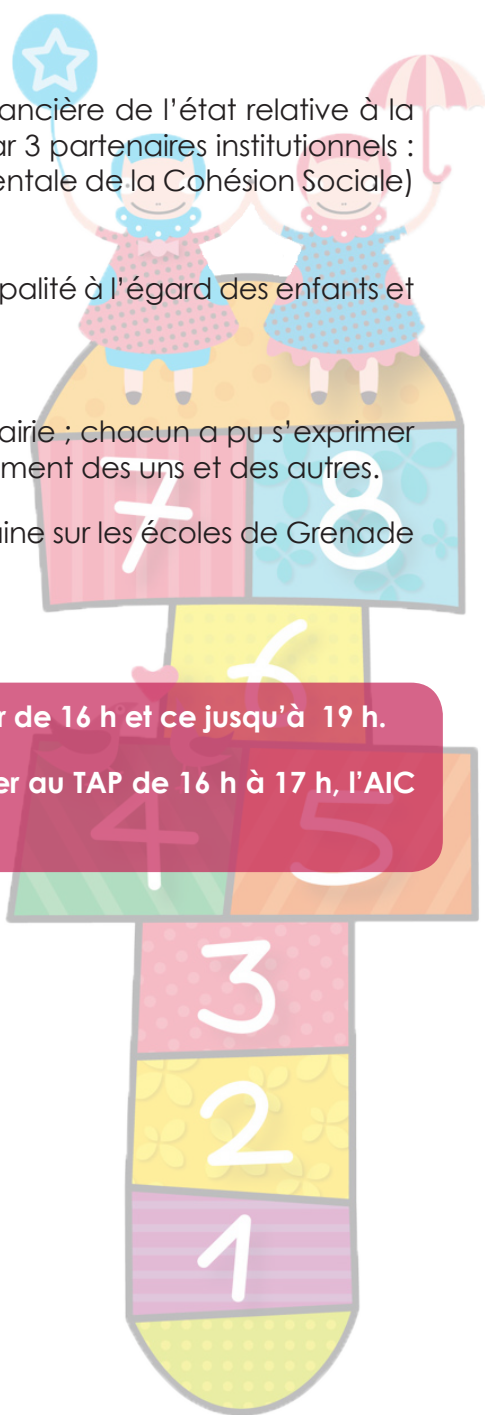 ancière de l’état relative à la
ar 3 partenaires institutionnels :
entale de la Cohésion Sociale)
palité à l’égard des enfants et
airie ; chacun a pu s’exprimer
ment des uns et des autres.
7 8
aine sur les écoles de Grenade
6
r de 16 h et ce jusqu’à 19 h.
er au TAP de 16 h à 17 h, l’AIC
4 5
3
2
1